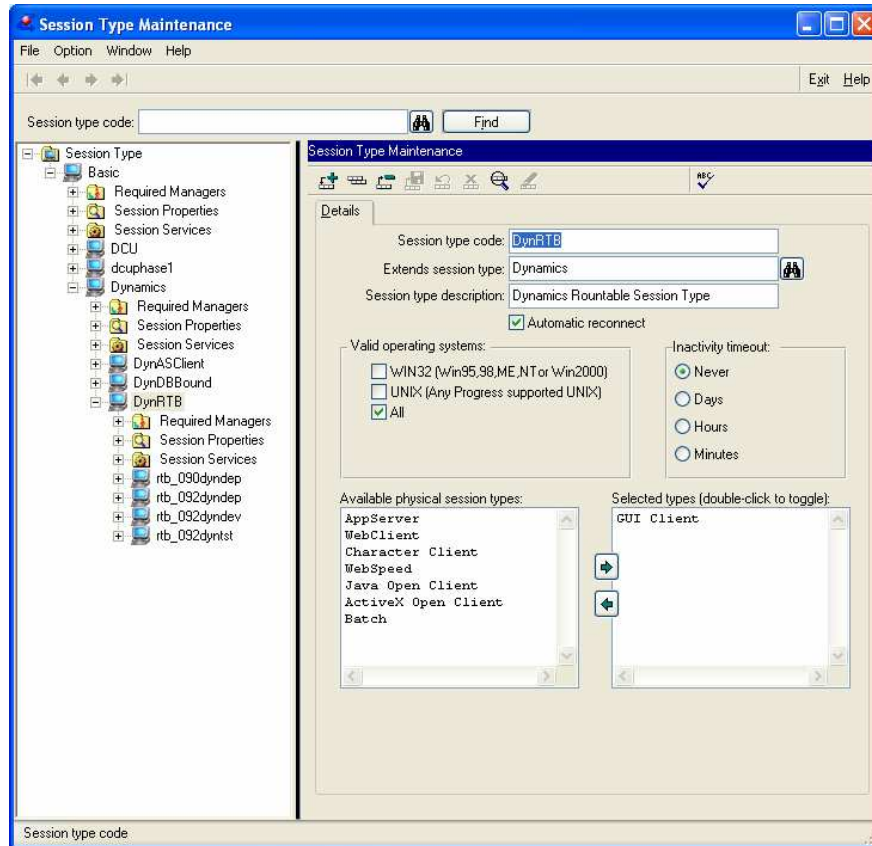 Session Type Maintenance
File Option Window Help
Exit Help
Session type code:
Find
Session Type
Basic
Required Managers
Session Properties
Session Services
DCU
dcuphase1
Dynamics
Required Managers
Session Properties
Session Services
DynASClient
DynDBBound
DynRTB
Required Managers
Session Properties
Session Services
rtb_090dyndep
rtb_092dyndep
rtb_092dyndev
rtb_092dyntst
Session Type Maintenance
ABC
Details
Session type code: DynRTB
Extends session type: Dynamics
Session type description: Dynamics Rountable Session Type
Automatic reconnect
Valid operating systems:
WIN32 (Win95,98,ME,NT or Win2000)
UNIX (Any Progress supported UNIX)
All
Inactivity timeout:
Never
Days
Hours
Minutes
Available physical session types:
AppServer
WebClient
Character Client
WebSpeed
Java Open Client
ActiveX Open Client
Batch
Selected types (double-click to toggle):
GUI Client
Session type code